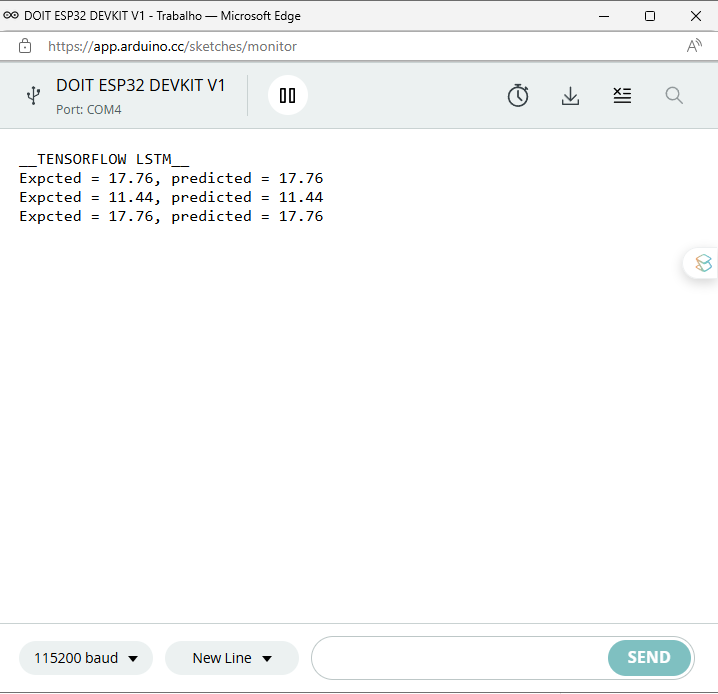 DOIT ESP32 DEVKIT V1 - Trabalho — Microsoft Edge
https://app.arduino.cc/sketches/monitor
DOIT ESP32 DEVKIT V1
Port: COM4
__TENSORFLOW LSTM__
Expcted = 17.76, predicted = 17.76
Expcted = 11.44, predicted = 11.44
Expcted = 17.76, predicted = 17.76
115200 baud
New Line
SEND